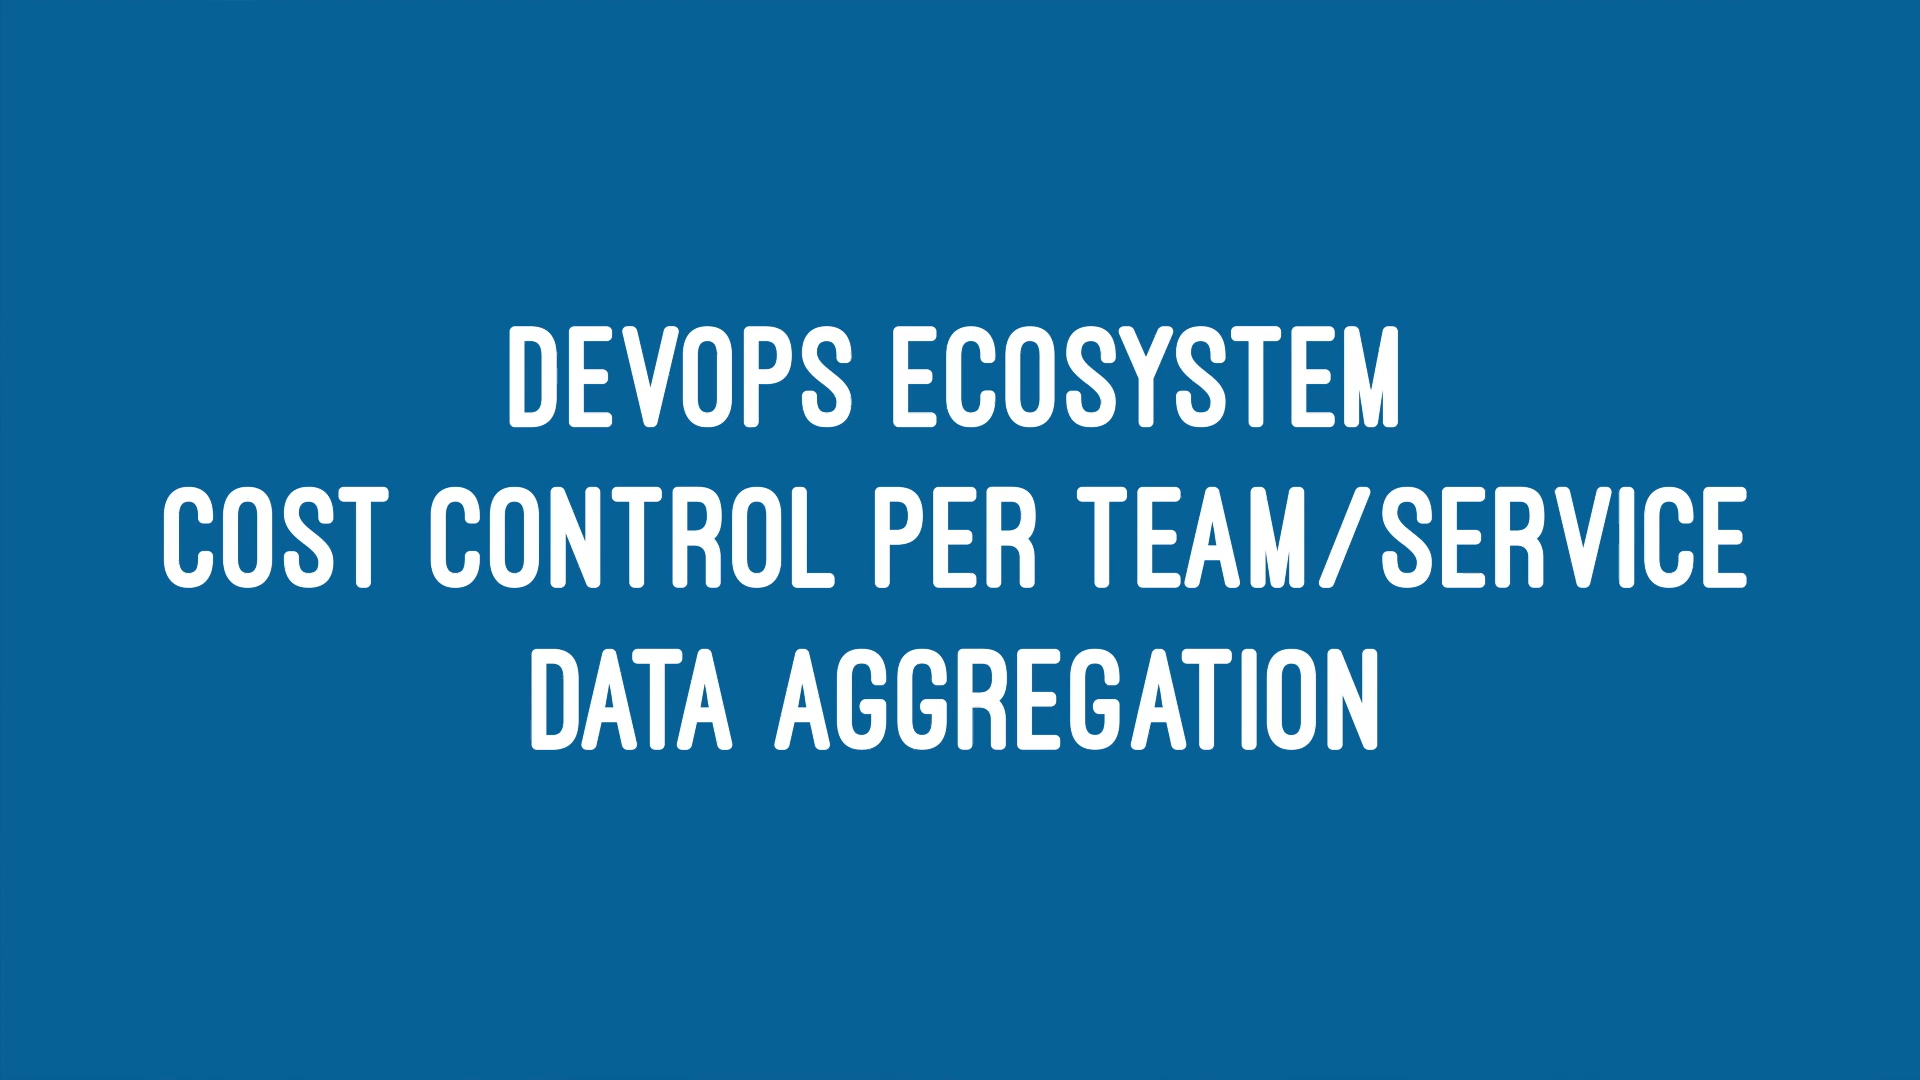 DEVOPS ECOSYSTEM
COST CONTROL PER TEAM/SERVICE
DATA AGGREGATION